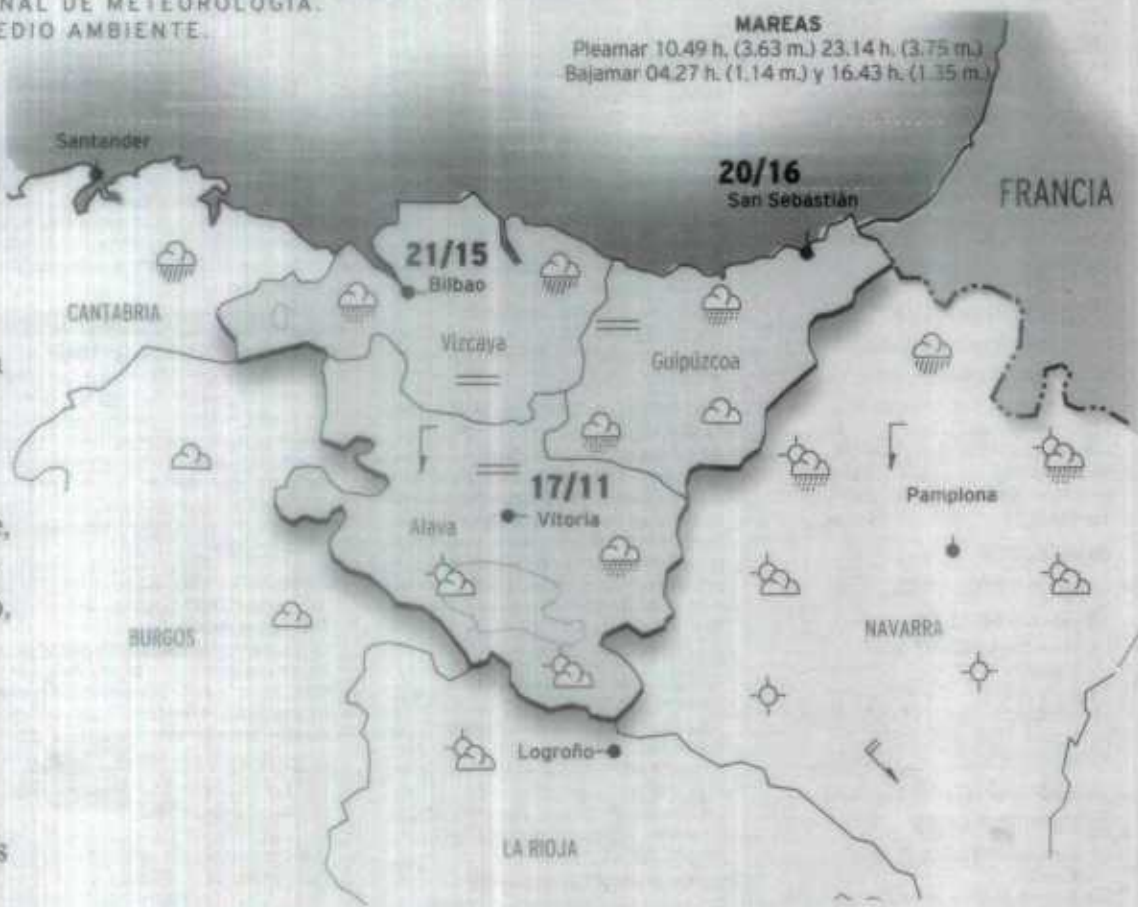 NAL DE METEOROLOGÍA.
EDIO AMBIENTE.
MAREAS
Pleamar 10.49 h. (3.63 m.) 23.14 h. (3.75 m.)
Bajamar 04.27 h. (1.14 m.) y 16.43 h. (1.35 m.)
Santander
20/16
San Sebastián
FRANCIA
21/15
Bilbao
CANTABRIA
Vizcaya
Guipúzcoa
17/11
Vitoria
Pamplona
Alava
BURGOS
NAVARRA
Logroño
LA RIOJA